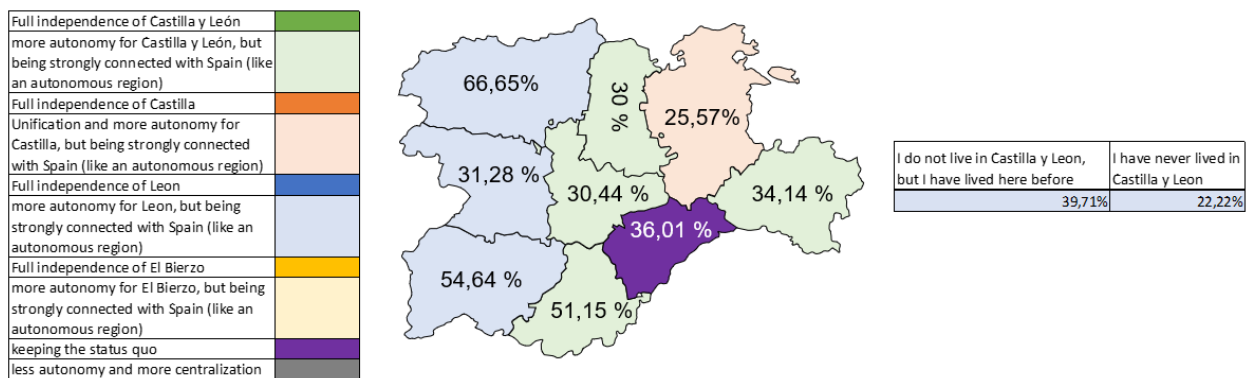 Full independence of Castilla y León
more autonomy for Castilla y León, but
being strongly connected with Spain (like
an autonomous region)
Full independence of Castilla
Unification and more autonomy for
Castilla, but being strongly connected
with Spain (like an autonomous region)
Full independence of Leon
more autonomy for Leon, but being
strongly connected with Spain (like an
autonomous region)
Full independence of El Bierzo
more autonomy for El Bierzo, but being
strongly connected with Spain (like an
autonomous region)
keeping the status quo
less autonomy and more centralization
66,65%
30 %
25,57%
31,28 %
30,44 %
34,14 %
36,01 %
54,64 %
51,15 %
I do not live in Castilla y Leon,
but I have lived here before
I have never lived in
Castilla y Leon
39,71%
22,22%